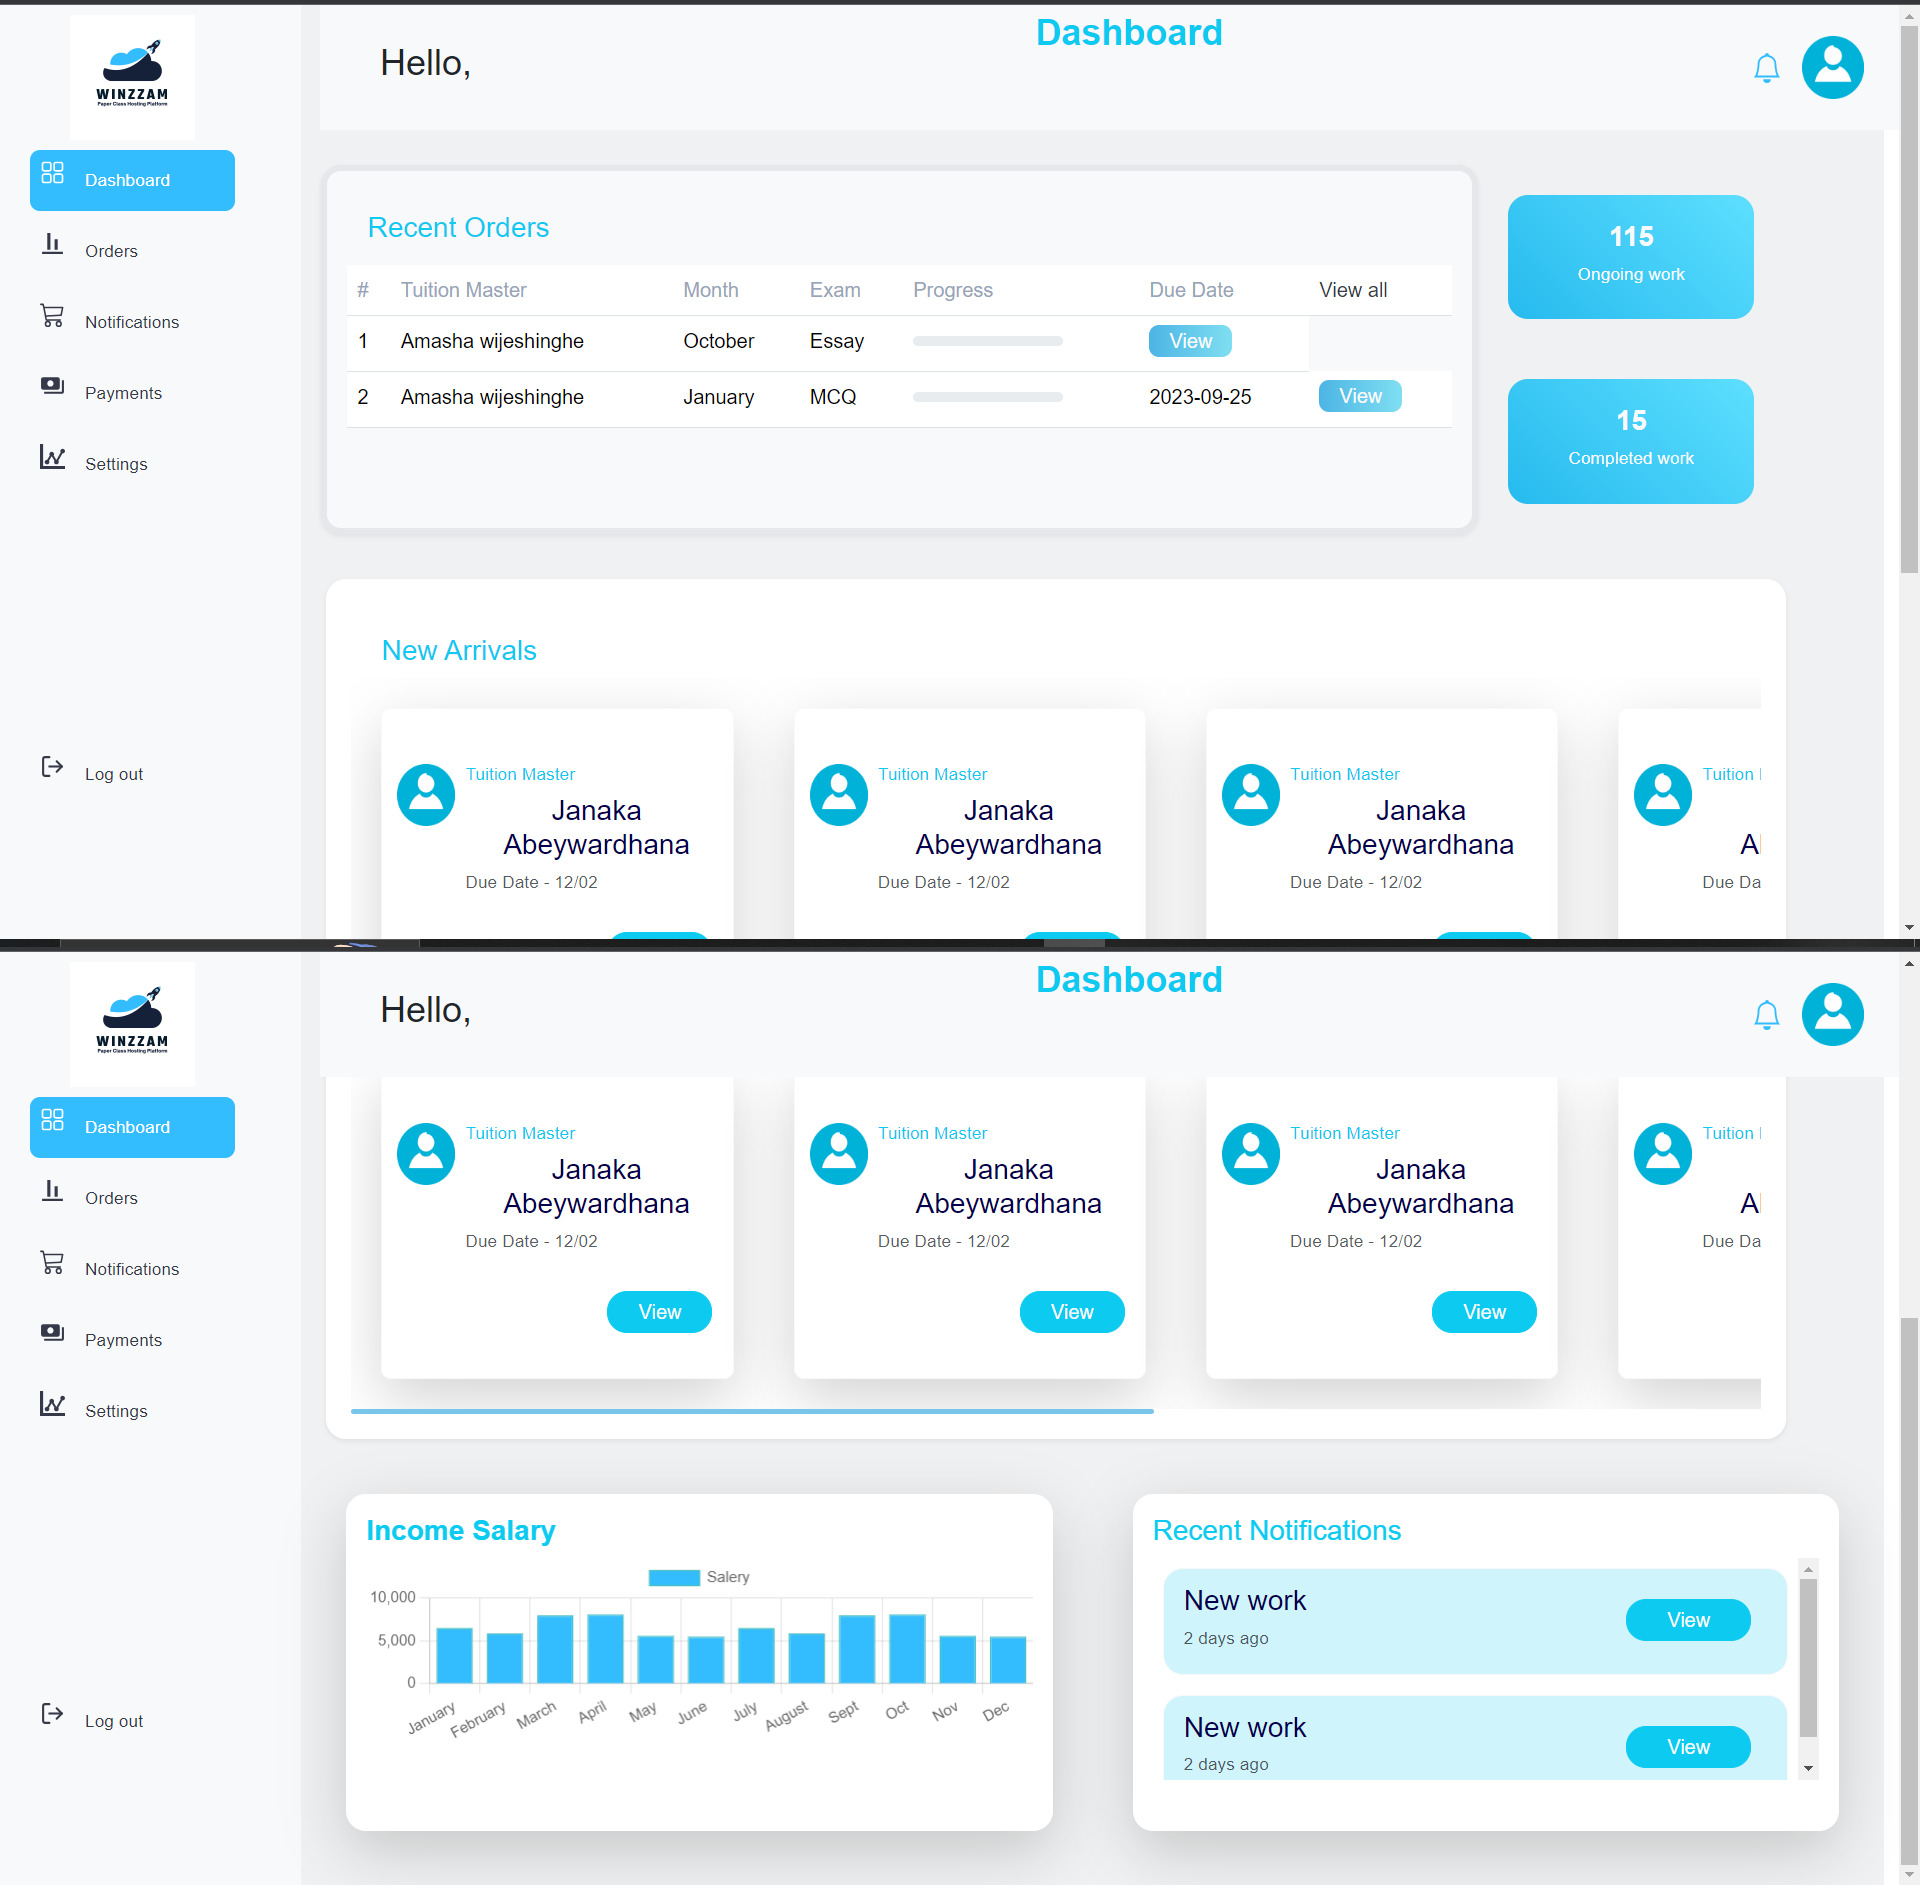 WINZZAM
Paper Class Hosting Platform
Dashboard
Orders
Notifications
Payments
Settings
Log out
Dashboard
Hello,
Recent Orders
# Tuition Master Month Exam Progress Due Date View all
1 Amasha wijeshinghe October Essay View
2 Amasha wijeshinghe January MCQ 2023-09-25 View
115
Ongoing work
15
Completed work
New Arrivals
Tuition Master
Janaka
Abeywardhana
Due Date - 12/02
Tuition Master
Janaka
Abeywardhana
Due Date - 12/02
Tuition Master
Janaka
Abeywardhana
Due Date - 12/02
Tuition
Due Da
WINZZAM
Paper Class Hosting Platform
Dashboard
Orders
Notifications
Payments
Settings
Log out
Dashboard
Hello,
Tuition Master
Janaka
Abeywardhana
Due Date - 12/02
View
Tuition Master
Janaka
Abeywardhana
Due Date - 12/02
View
Tuition Master
Janaka
Abeywardhana
Due Date - 12/02
View
Tuition
Due Da
Income Salary
Salery
10,000
5,000
0
January February March April May June July August Sept Oct Nov Dec
Recent Notifications
New work
2 days ago
View
New work
2 days ago
View